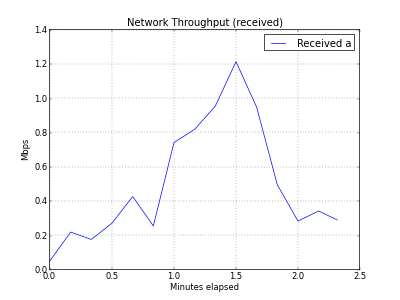 Network Throughput (received)
Received a
Mbps
1.4
1.2
1.0
0.8
0.6
0.4
0.2
0.0
0.0 0.5 1.0 1.5 2.0 2.5
Minutes elapsed